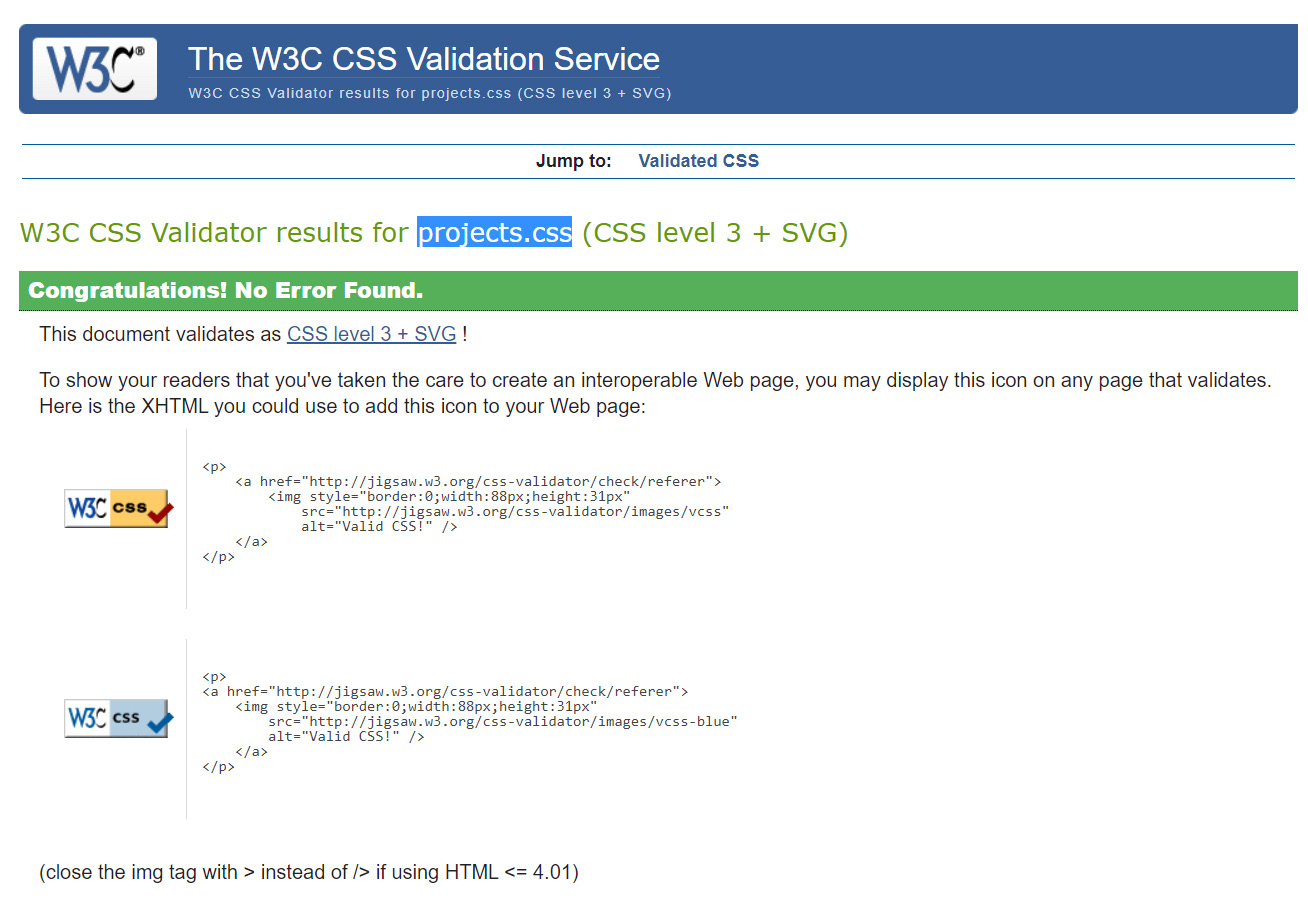 W3C®
The W3C CSS Validation Service
W3C CSS Validator results for projects.css (CSS level 3 + SVG)
Jump to: Validated CSS
W3C CSS Validator results for projects.css (CSS level 3 + SVG)
Congratulations! No Error Found.
This document validates as CSS level 3 + SVG !
To show your readers that you've taken the care to create an interoperable Web page, you may display this icon on any page that validates.
Here is the XHTML you could use to add this icon to your Web page:
<p>
    <a href="http://jigsaw.w3.org/css-validator/check/referer">
        <img style="border:0;width:88px;height:31px"
W3C css
            src="http://jigsaw.w3.org/css-validator/images/vcss"
            alt="Valid CSS!" />
    </a>
</p>
<p>
<a href="http://jigsaw.w3.org/css-validator/check/referer">
    <img style="border:0;width:88px;height:31px"
W3C css
        src="http://jigsaw.w3.org/css-validator/images/vcss-blue"
        alt="Valid CSS!" />
    </a>
</p>
(close the img tag with > instead of /> if using HTML <= 4.01)